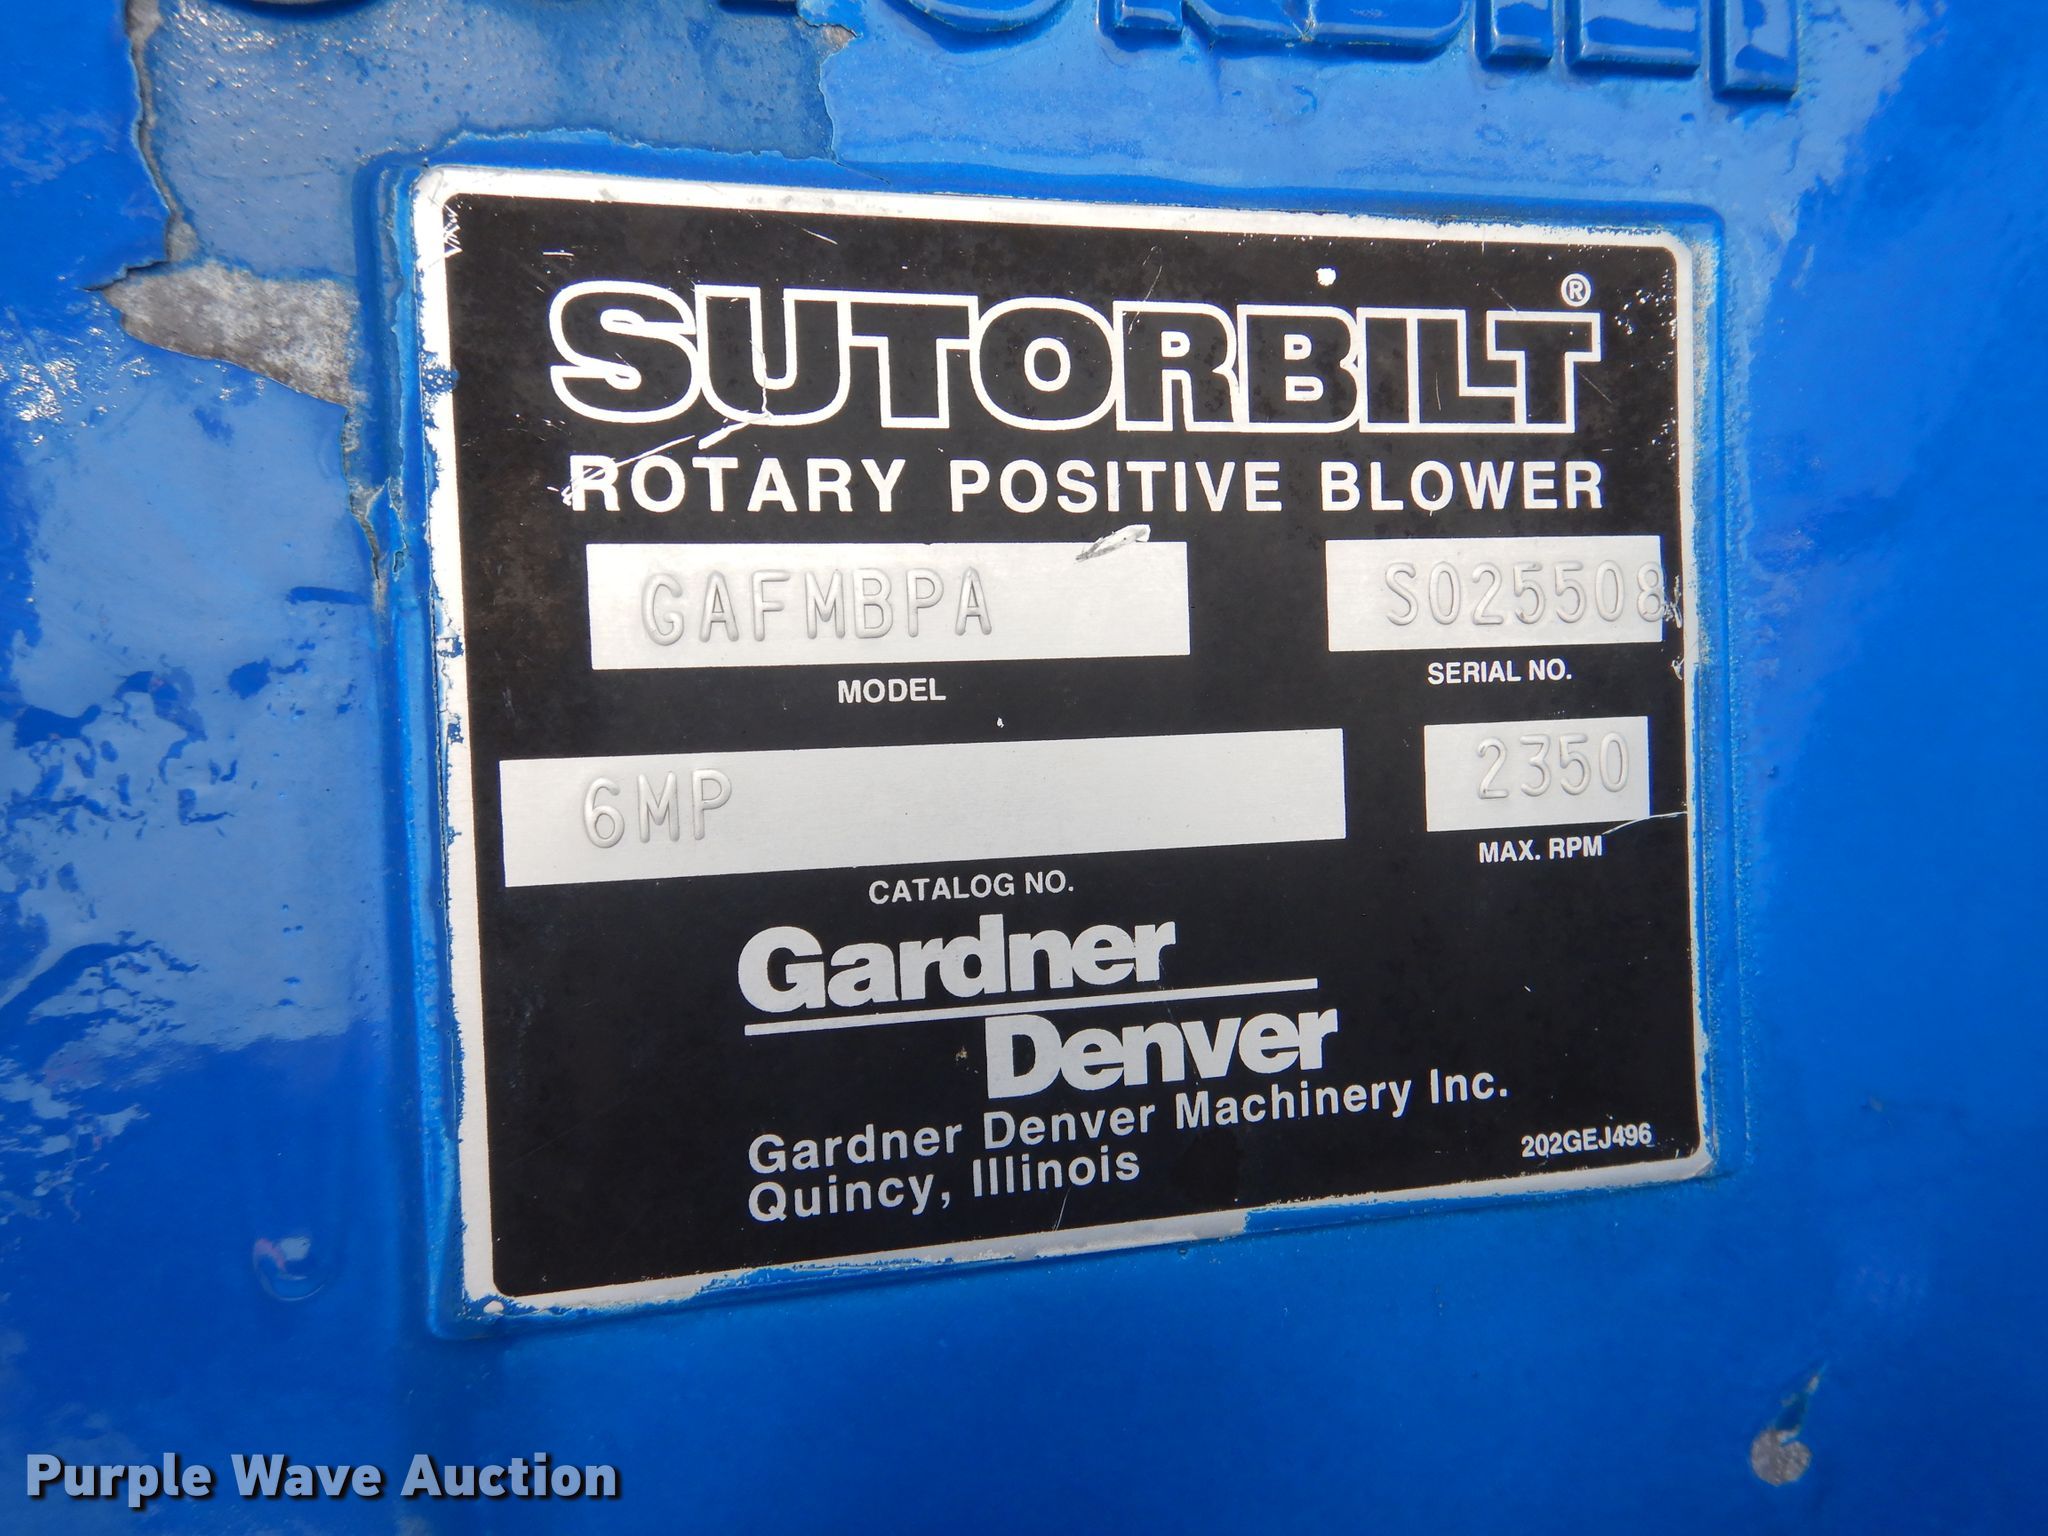 SUTORBILT®
ROTARY POSITIVE BLOWER
GAFMBPA
S025508
MODEL
SERIAL NO.
6MP
2350
CATALOG NO.
MAX. RPM
Gardner
Denver
Gardner Denver Machinery Inc.
Quincy, Illinois
202GEJ496
Purple Wave Auction